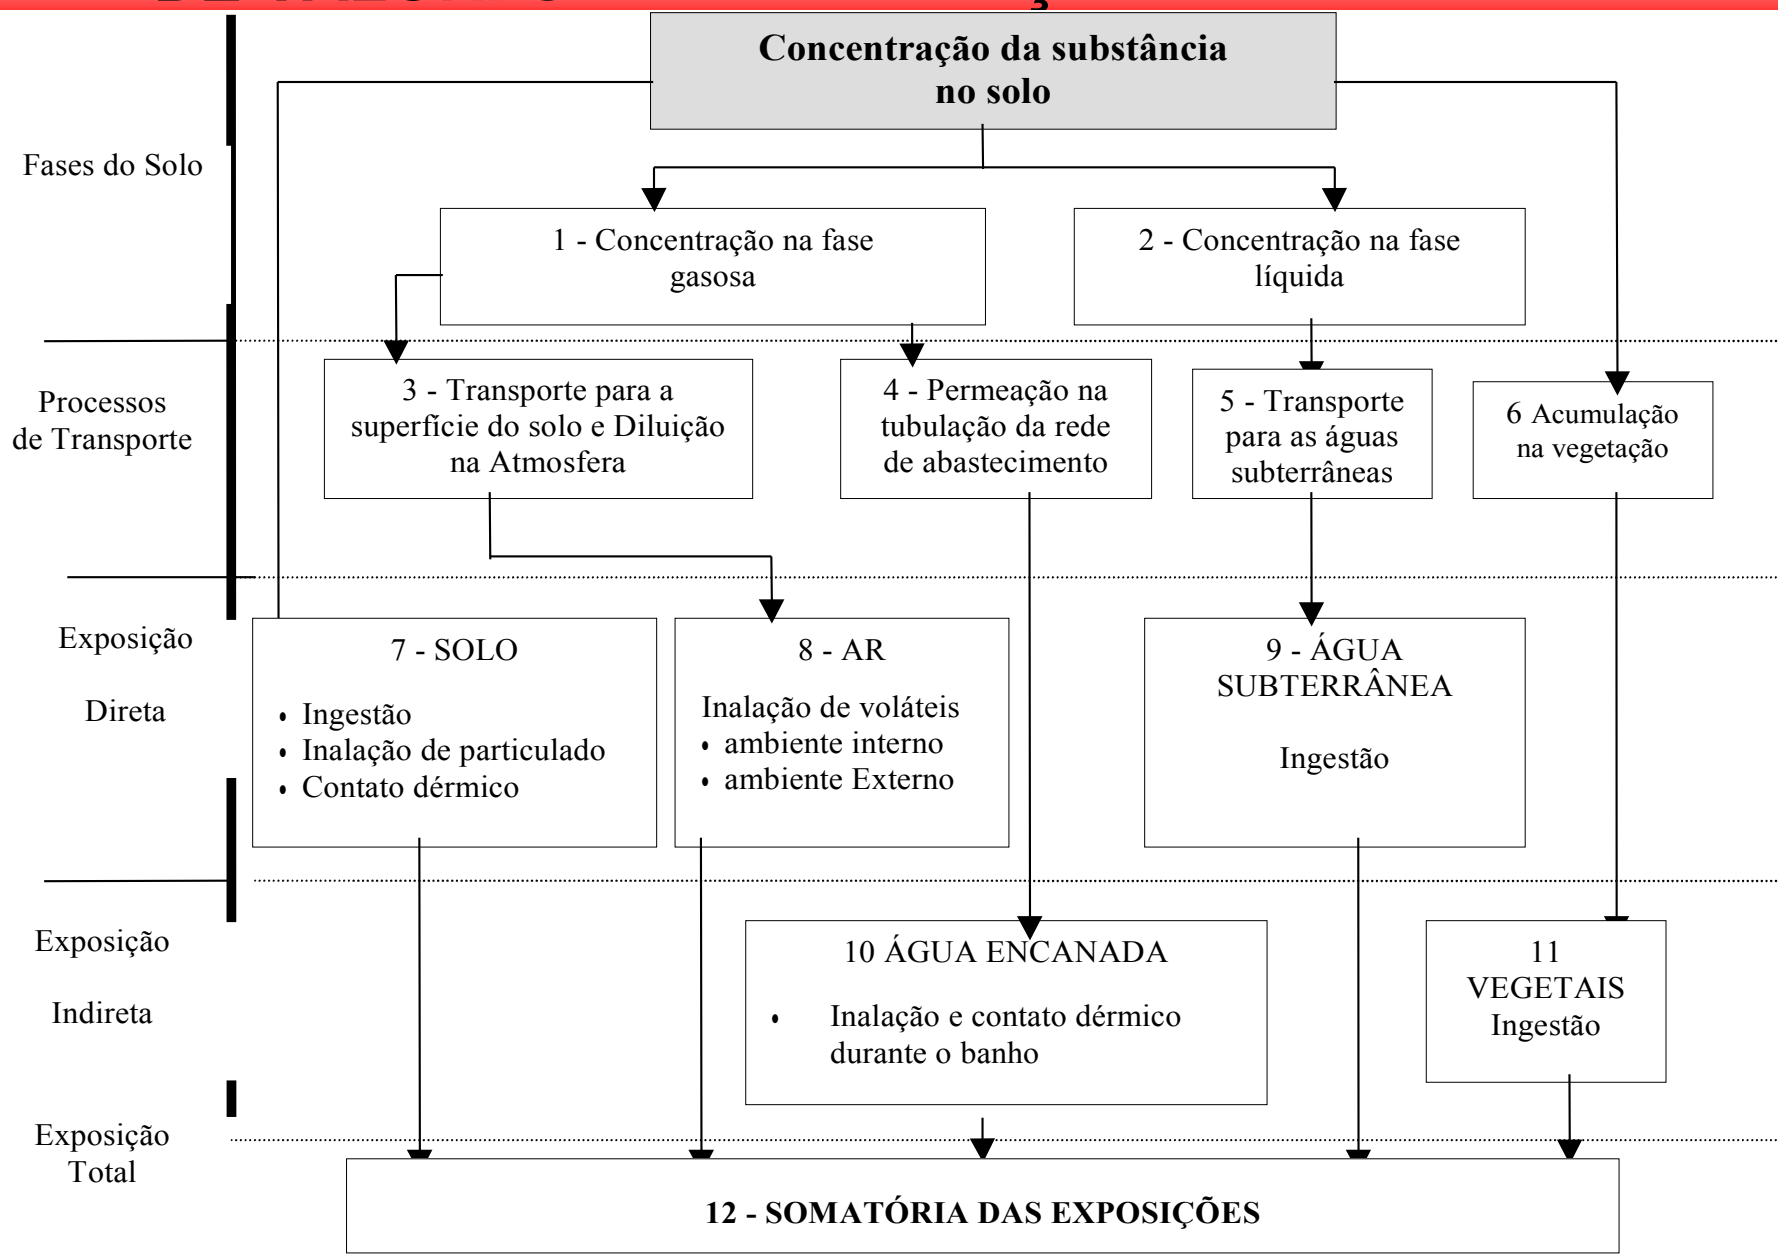 Concentração da substância
no solo
Fases do Solo
1 - Concentração na fase
gasosa
2 - Concentração na fase
líquida
Processos
de Transporte
3 - Transporte para a
superfície do solo e Diluição
na Atmosfera
4 - Permeação na
tubulação da rede
de abastecimento
5 - Transporte
para as águas
subterrâneas
6 Acumulação
na vegetação
Exposição
Direta
7 - SOLO
• Ingestão
• Inalação de particulado
• Contato dérmico
8 - AR
Inalação de voláteis
• ambiente interno
• ambiente Externo
9 - ÁGUA
SUBTERRÂNEA
Ingestão
Exposição
Indireta
10 ÁGUA ENCANADA
• Inalação e contato dérmico
durante o banho
11
VEGETAIS
Ingestão
Exposição
Total
12 - SOMATÓRIA DAS EXPOSIÇÕES